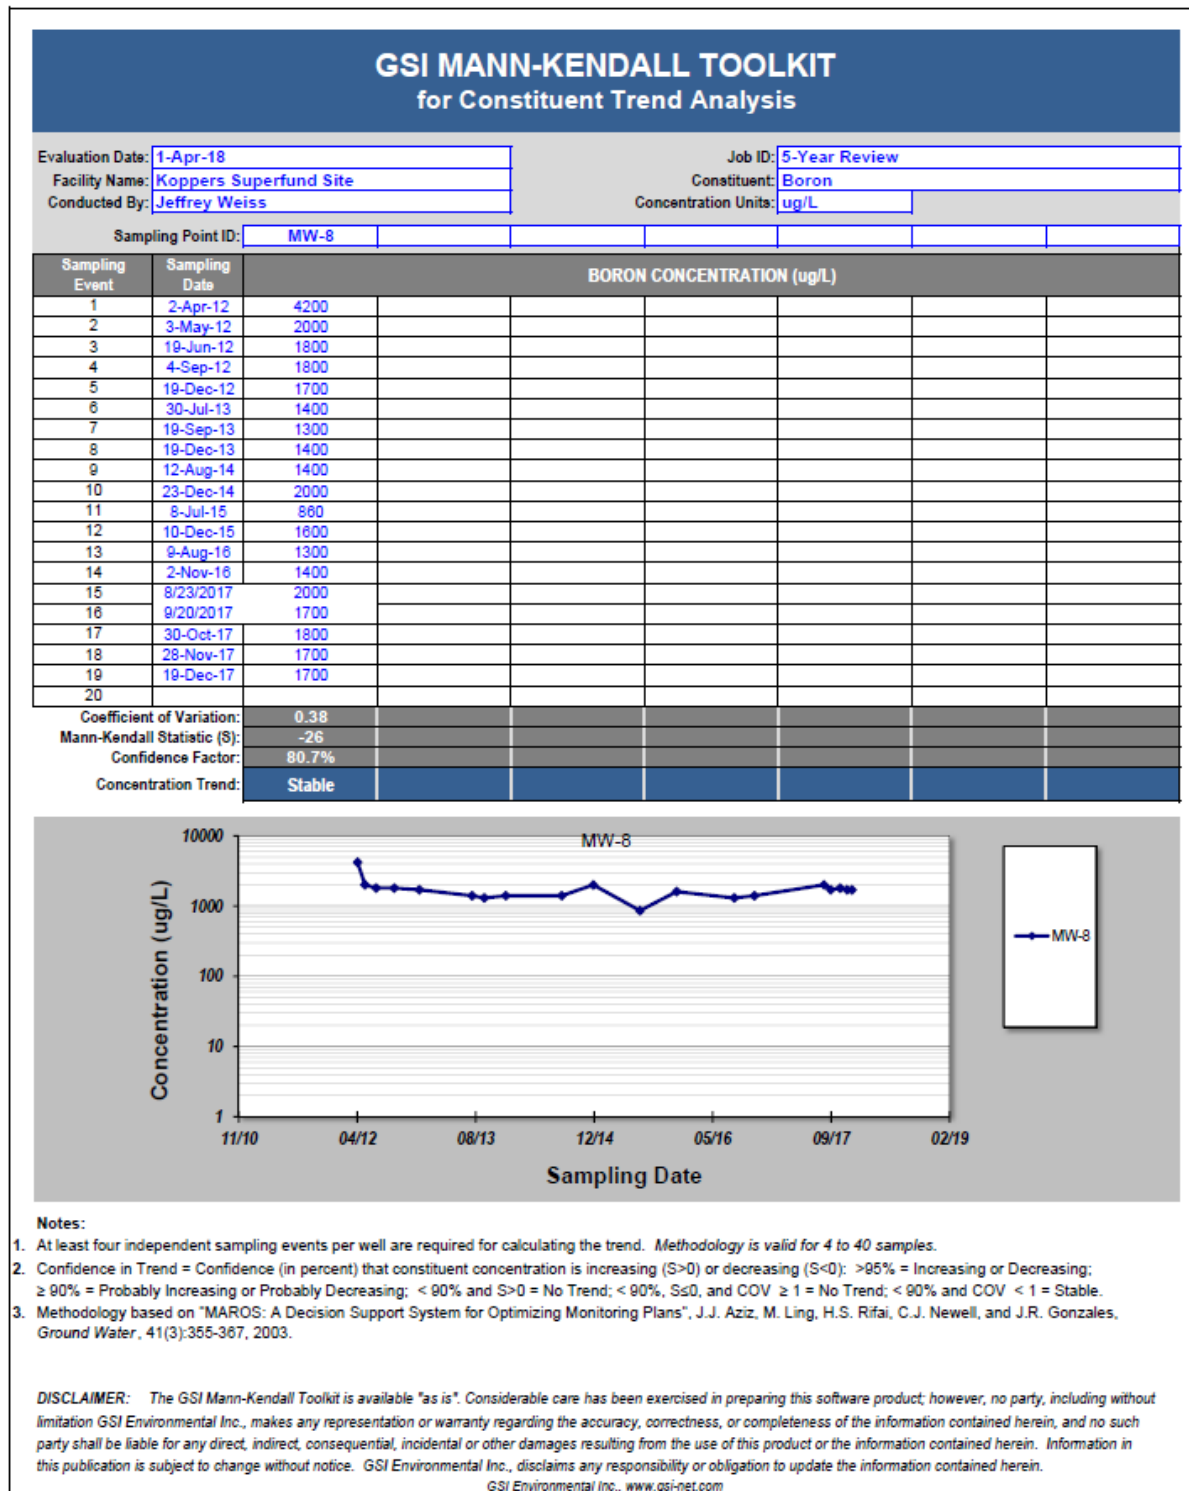 GSI MANN-KENDALL TOOLKIT
for Constituent Trend Analysis
Evaluation Date: 1-Apr-18 Job ID: 5-Year Review
Facility Name: Koppers Superfund Site Constituent: Boron
Conducted By: Jeffrey Weiss Concentration Units: ug/L
Sampling Point ID: MW-8
Sampling Event Sampling Date BORON CONCENTRATION (ug/L)
1 2-Apr-12 4200
2 3-May-12 2000
3 19-Jun-12 1800
4 4-Sep-12 1800
5 19-Dec-12 1700
6 30-Jul-13 1400
7 19-Sep-13 1300
8 19-Dec-13 1400
9 12-Aug-14 1400
10 23-Dec-14 2000
11 8-Jul-15 860
12 10-Dec-15 1600
13 9-Aug-16 1300
14 2-Nov-16 1400
15 8/23/2017 2000
16 9/20/2017 1700
17 30-Oct-17 1800
18 28-Nov-17 1700
19 19-Dec-17 1700
20
Coefficient of Variation: 0.38
Mann-Kendall Statistic (S): -26
Confidence Factor: 80.7%
Concentration Trend: Stable
MW-8
Concentration (ug/L)
10000
1000
100
10
1
11/10 04/12 08/13 12/14 05/16 09/17 02/19
Sampling Date
MW-8
Notes:
1. At least four independent sampling events per well are required for calculating the trend. Methodology is valid for 4 to 40 samples.
2. Confidence in Trend = Confidence (in percent) that constituent concentration is increasing (S>0) or decreasing (S<0): >95% = Increasing or Decreasing;
≥ 90% = Probably Increasing or Probably Decreasing; < 90% and S>0 = No Trend; < 90%, S≤0, and COV ≥ 1 = No Trend; < 90% and COV < 1 = Stable.
3. Methodology based on "MAROS: A Decision Support System for Optimizing Monitoring Plans", J.J. Aziz, M. Ling, H.S. Rifai, C.J. Newell, and J.R. Gonzales,
Ground Water, 41(3):355-367, 2003.
DISCLAIMER: The GSI Mann-Kendall Toolkit is available "as is". Considerable care has been exercised in preparing this software product; however, no party, including without
limitation GSI Environmental Inc., makes any representation or warranty regarding the accuracy, correctness, or completeness of the information contained herein, and no such
party shall be liable for any direct, indirect, consequential, incidental or other damages resulting from the use of this product or the information contained herein. Information in
this publication is subject to change without notice. GSI Environmental Inc., disclaims any responsibility or obligation to update the information contained herein.
GSI Environmental Inc., www.gsi-net.com